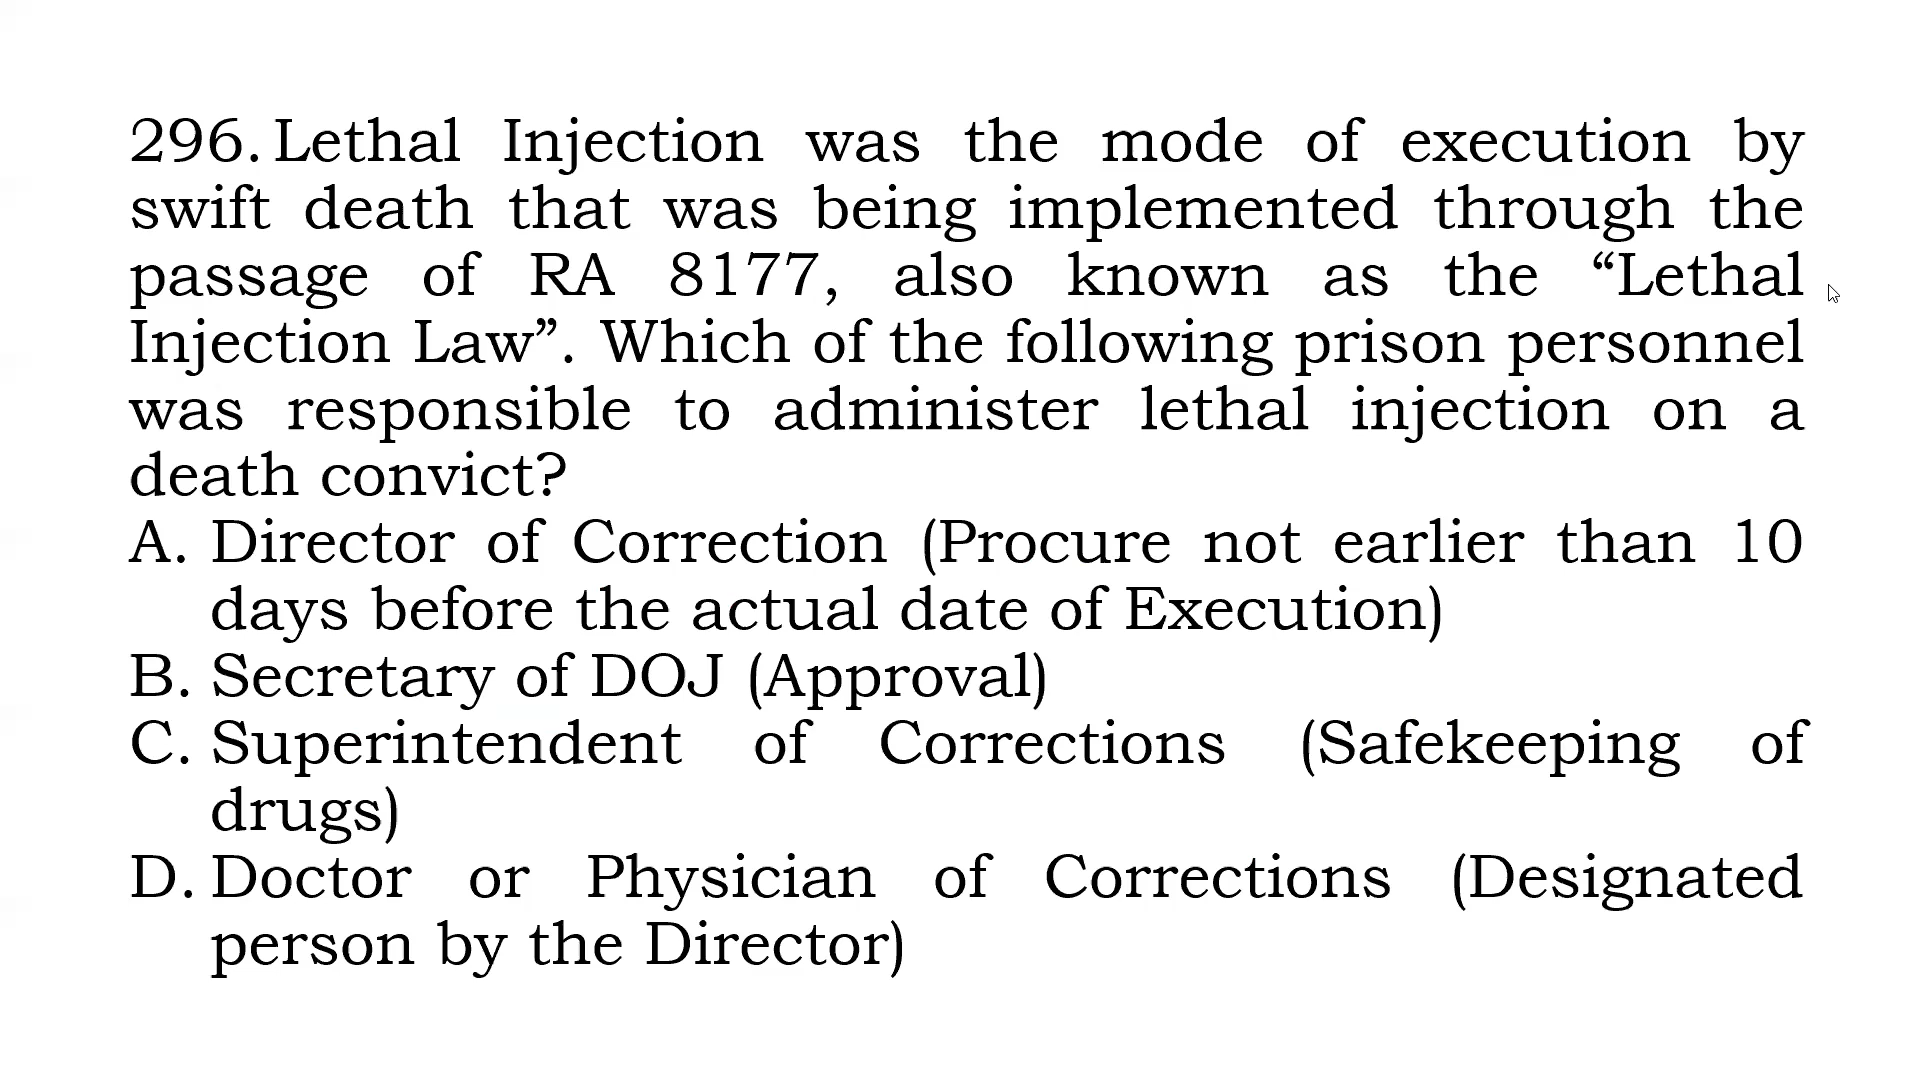 296. Lethal Injection was the mode of execution by
swift death that was being implemented through the
passage of RA 8177, also known as the “Lethal
Injection Law”. Which of the following prison personnel
was responsible to administer lethal injection on a
death convict?
A. Director of Correction (Procure not earlier than 10
days before the actual date of Execution)
B. Secretary of DOJ (Approval)
C. Superintendent of Corrections (Safekeeping of
drugs)
D. Doctor or Physician of Corrections (Designated
person by the Director)